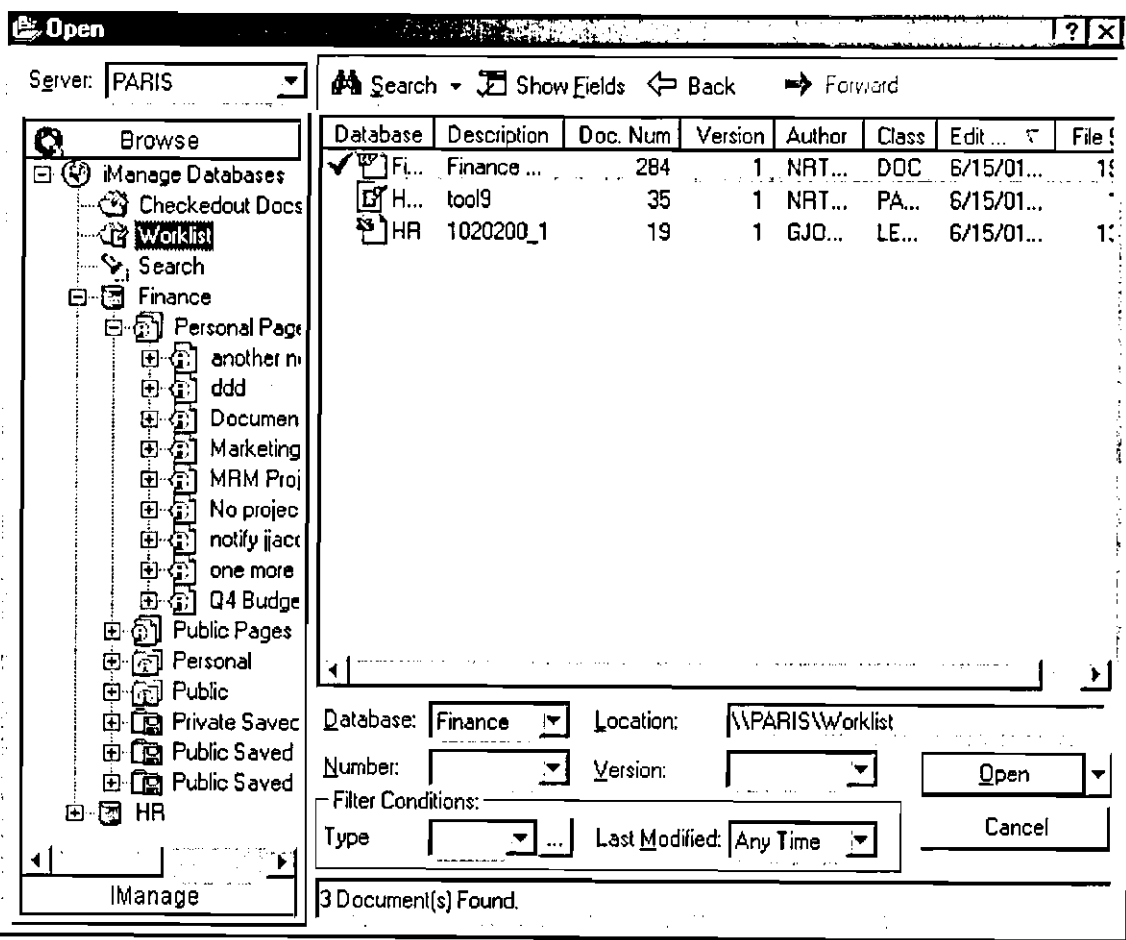 Open
Server: PARIS
Search Show Fields Back Forward
Browse
iManage Databases
Checkedout Docs
Worklist
Search
Finance
Personal Page
another n
ddd
Documen
Marketing
MRM Proj
No projec
notify jjacc
one more
Q4 Budge
Public Pages
Personal
Public
Private Saved
Public Saved
Public Saved
HR
iManage
Database Description Doc. Num Version Author Class Edit ... File S
Fi... Finance ... 284 1 NRT... DOC 6/15/01... 19
H... tool9 35 1 NRT... PA... 6/15/01...
HR 1020200_1 19 1 GJO... LE... 6/15/01... 13
Database: Finance Location: \\PARIS\Worklist
Number: Version:
Open
Filter Conditions:
Type ... Last Modified: Any Time
Cancel
3 Document(s) Found.